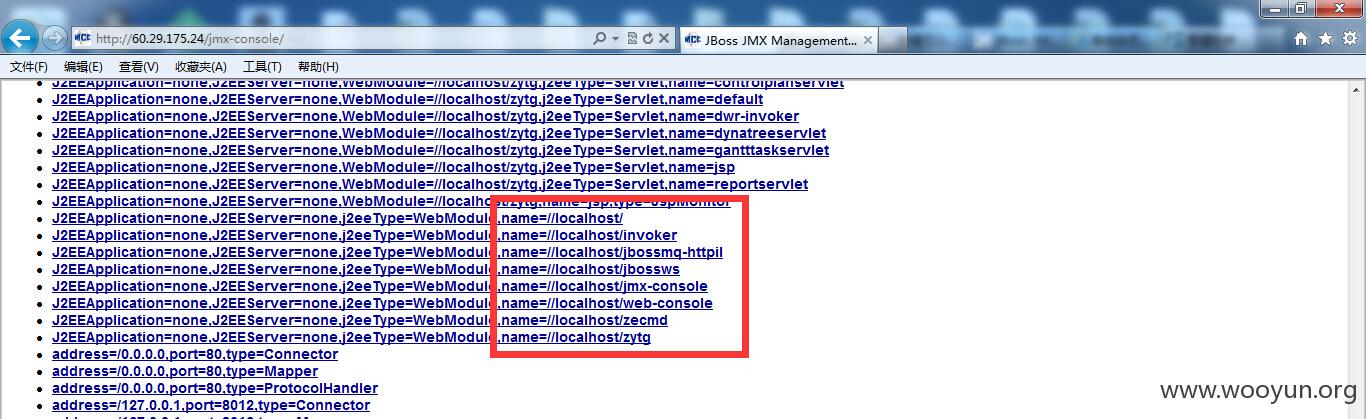 http://60.29.175.24/jmx-console/
JBoss JMX Management...
文件(F) 编辑(E) 查看(V) 收藏夹(A) 工具(T) 帮助(H)
J2EEApplication=none,J2EEServer=none,WebModule=//localhost/zytg,j2eeType=Servlet,name=controlplanservlet
J2EEApplication=none,J2EEServer=none,WebModule=//localhost/zytg,j2eeType=Servlet,name=default
J2EEApplication=none,J2EEServer=none,WebModule=//localhost/zytg,j2eeType=Servlet,name=dwr-invoker
J2EEApplication=none,J2EEServer=none,WebModule=//localhost/zytg,j2eeType=Servlet,name=dynatreeservlet
J2EEApplication=none,J2EEServer=none,WebModule=//localhost/zytg,j2eeType=Servlet,name=gantttaskservlet
J2EEApplication=none,J2EEServer=none,WebModule=//localhost/zytg,j2eeType=Servlet,name=jsp
J2EEApplication=none,J2EEServer=none,WebModule=//localhost/zytg,j2eeType=Servlet,name=reportservlet
J2EEApplication=none,J2EEServer=none,WebModule=//localhost/zytg,name=jsp,type=JspMonitor
J2EEApplication=none,J2EEServer=none,j2eeType=WebModule,name=//localhost/
J2EEApplication=none,J2EEServer=none,j2eeType=WebModule,name=//localhost/invoker
J2EEApplication=none,J2EEServer=none,j2eeType=WebModule,name=//localhost/jbossmq-httpil
J2EEApplication=none,J2EEServer=none,j2eeType=WebModule,name=//localhost/jbossws
J2EEApplication=none,J2EEServer=none,j2eeType=WebModule,name=//localhost/jmx-console
J2EEApplication=none,J2EEServer=none,j2eeType=WebModule,name=//localhost/web-console
J2EEApplication=none,J2EEServer=none,j2eeType=WebModule,name=//localhost/zecmd
J2EEApplication=none,J2EEServer=none,j2eeType=WebModule,name=//localhost/zytg
address=/0.0.0.0,port=80,type=Connector
address=/0.0.0.0,port=80,type=Mapper
address=/0.0.0.0,port=80,type=ProtocolHandler
address=/127.0.0.1,port=8012,type=Connector
www.wooyun.org